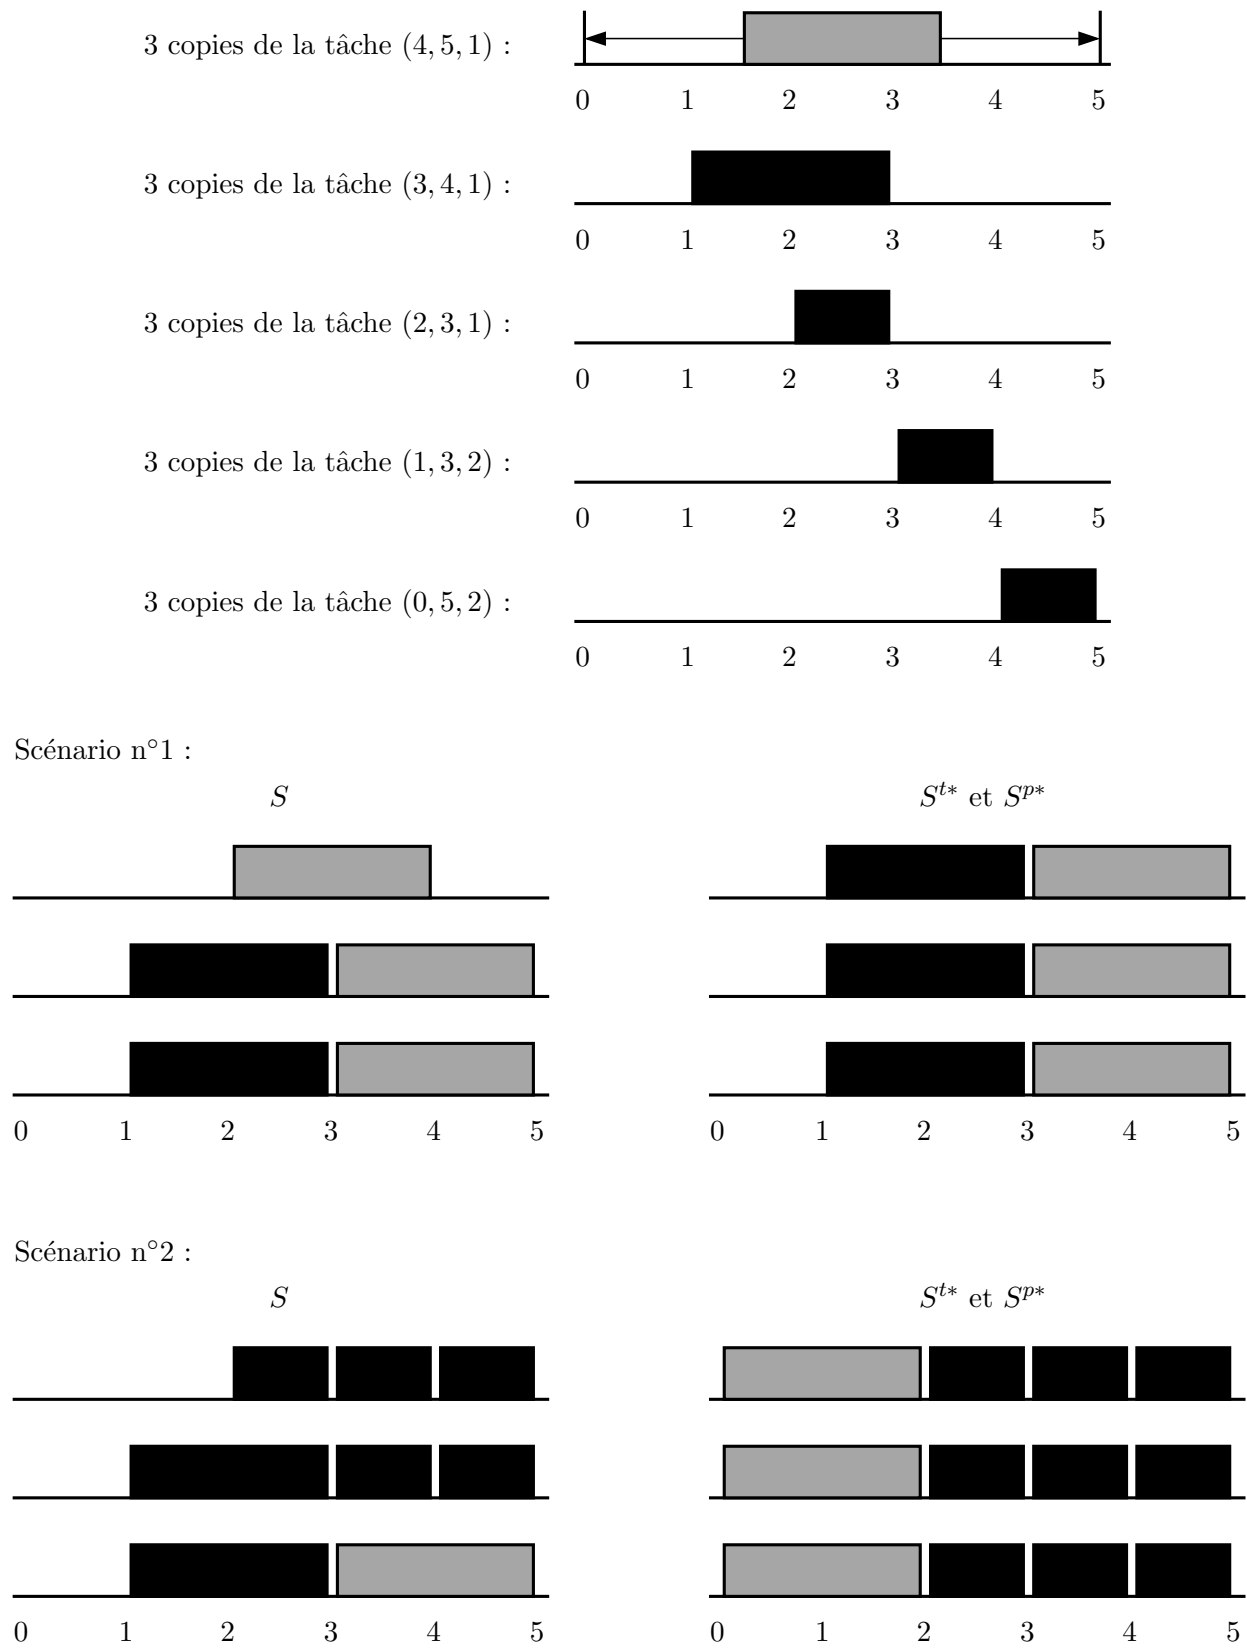 3 copies de la tâche (4, 5, 1) :
0 1 2 3 4 5
3 copies de la tâche (3, 4, 1) :
0 1 2 3 4 5
3 copies de la tâche (2, 3, 1) :
0 1 2 3 4 5
3 copies de la tâche (1, 3, 2) :
0 1 2 3 4 5
3 copies de la tâche (0, 5, 2) :
0 1 2 3 4 5
Scénario n°1 :
S
S^{t*} et S^{p*}
0 1 2 3 4 5
0 1 2 3 4 5
Scénario n°2 :
S
S^{t*} et S^{p*}
0 1 2 3 4 5
0 1 2 3 4 5